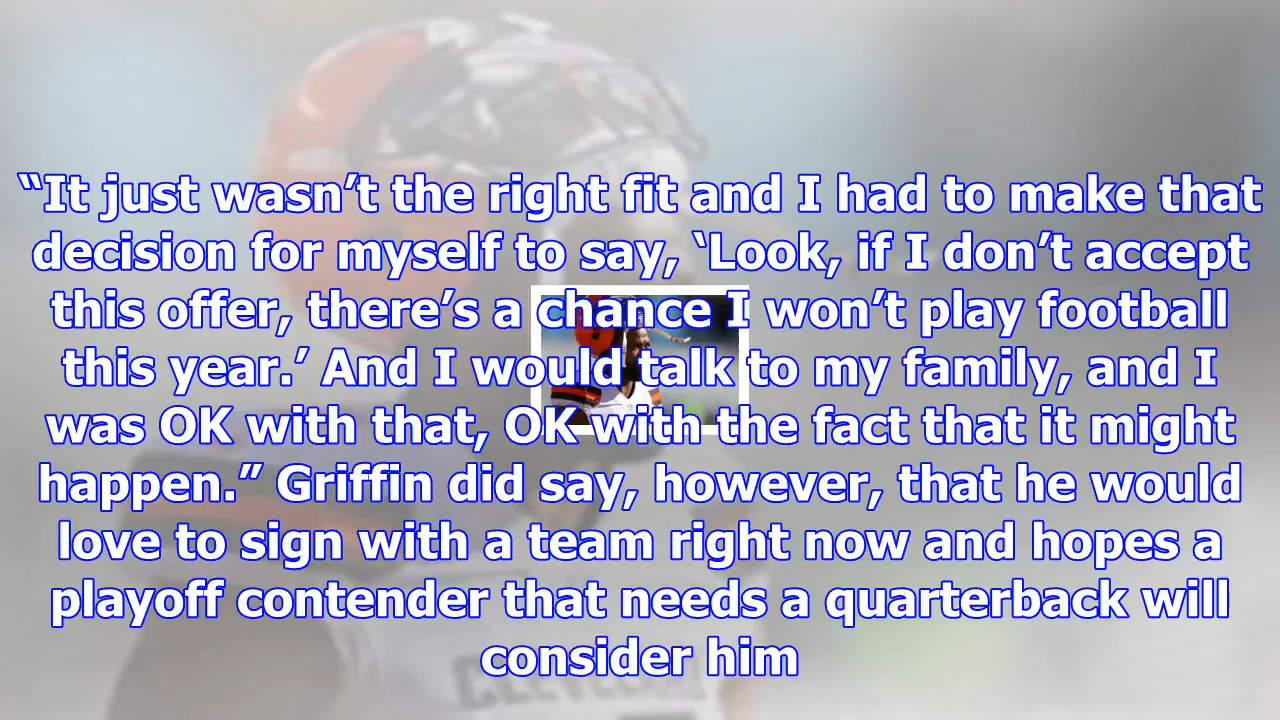 “It just wasn’t the right fit and I had to make that
decision for myself to say, ‘Look, if I don’t accept
this offer, there’s a chance I won’t play football
this year.’ And I would talk to my family, and I
was OK with that, OK with the fact that it might
happen.” Griffin did say, however, that he would
love to sign with a team right now and hopes a
playoff contender that needs a quarterback will
consider him
CLEVELAND